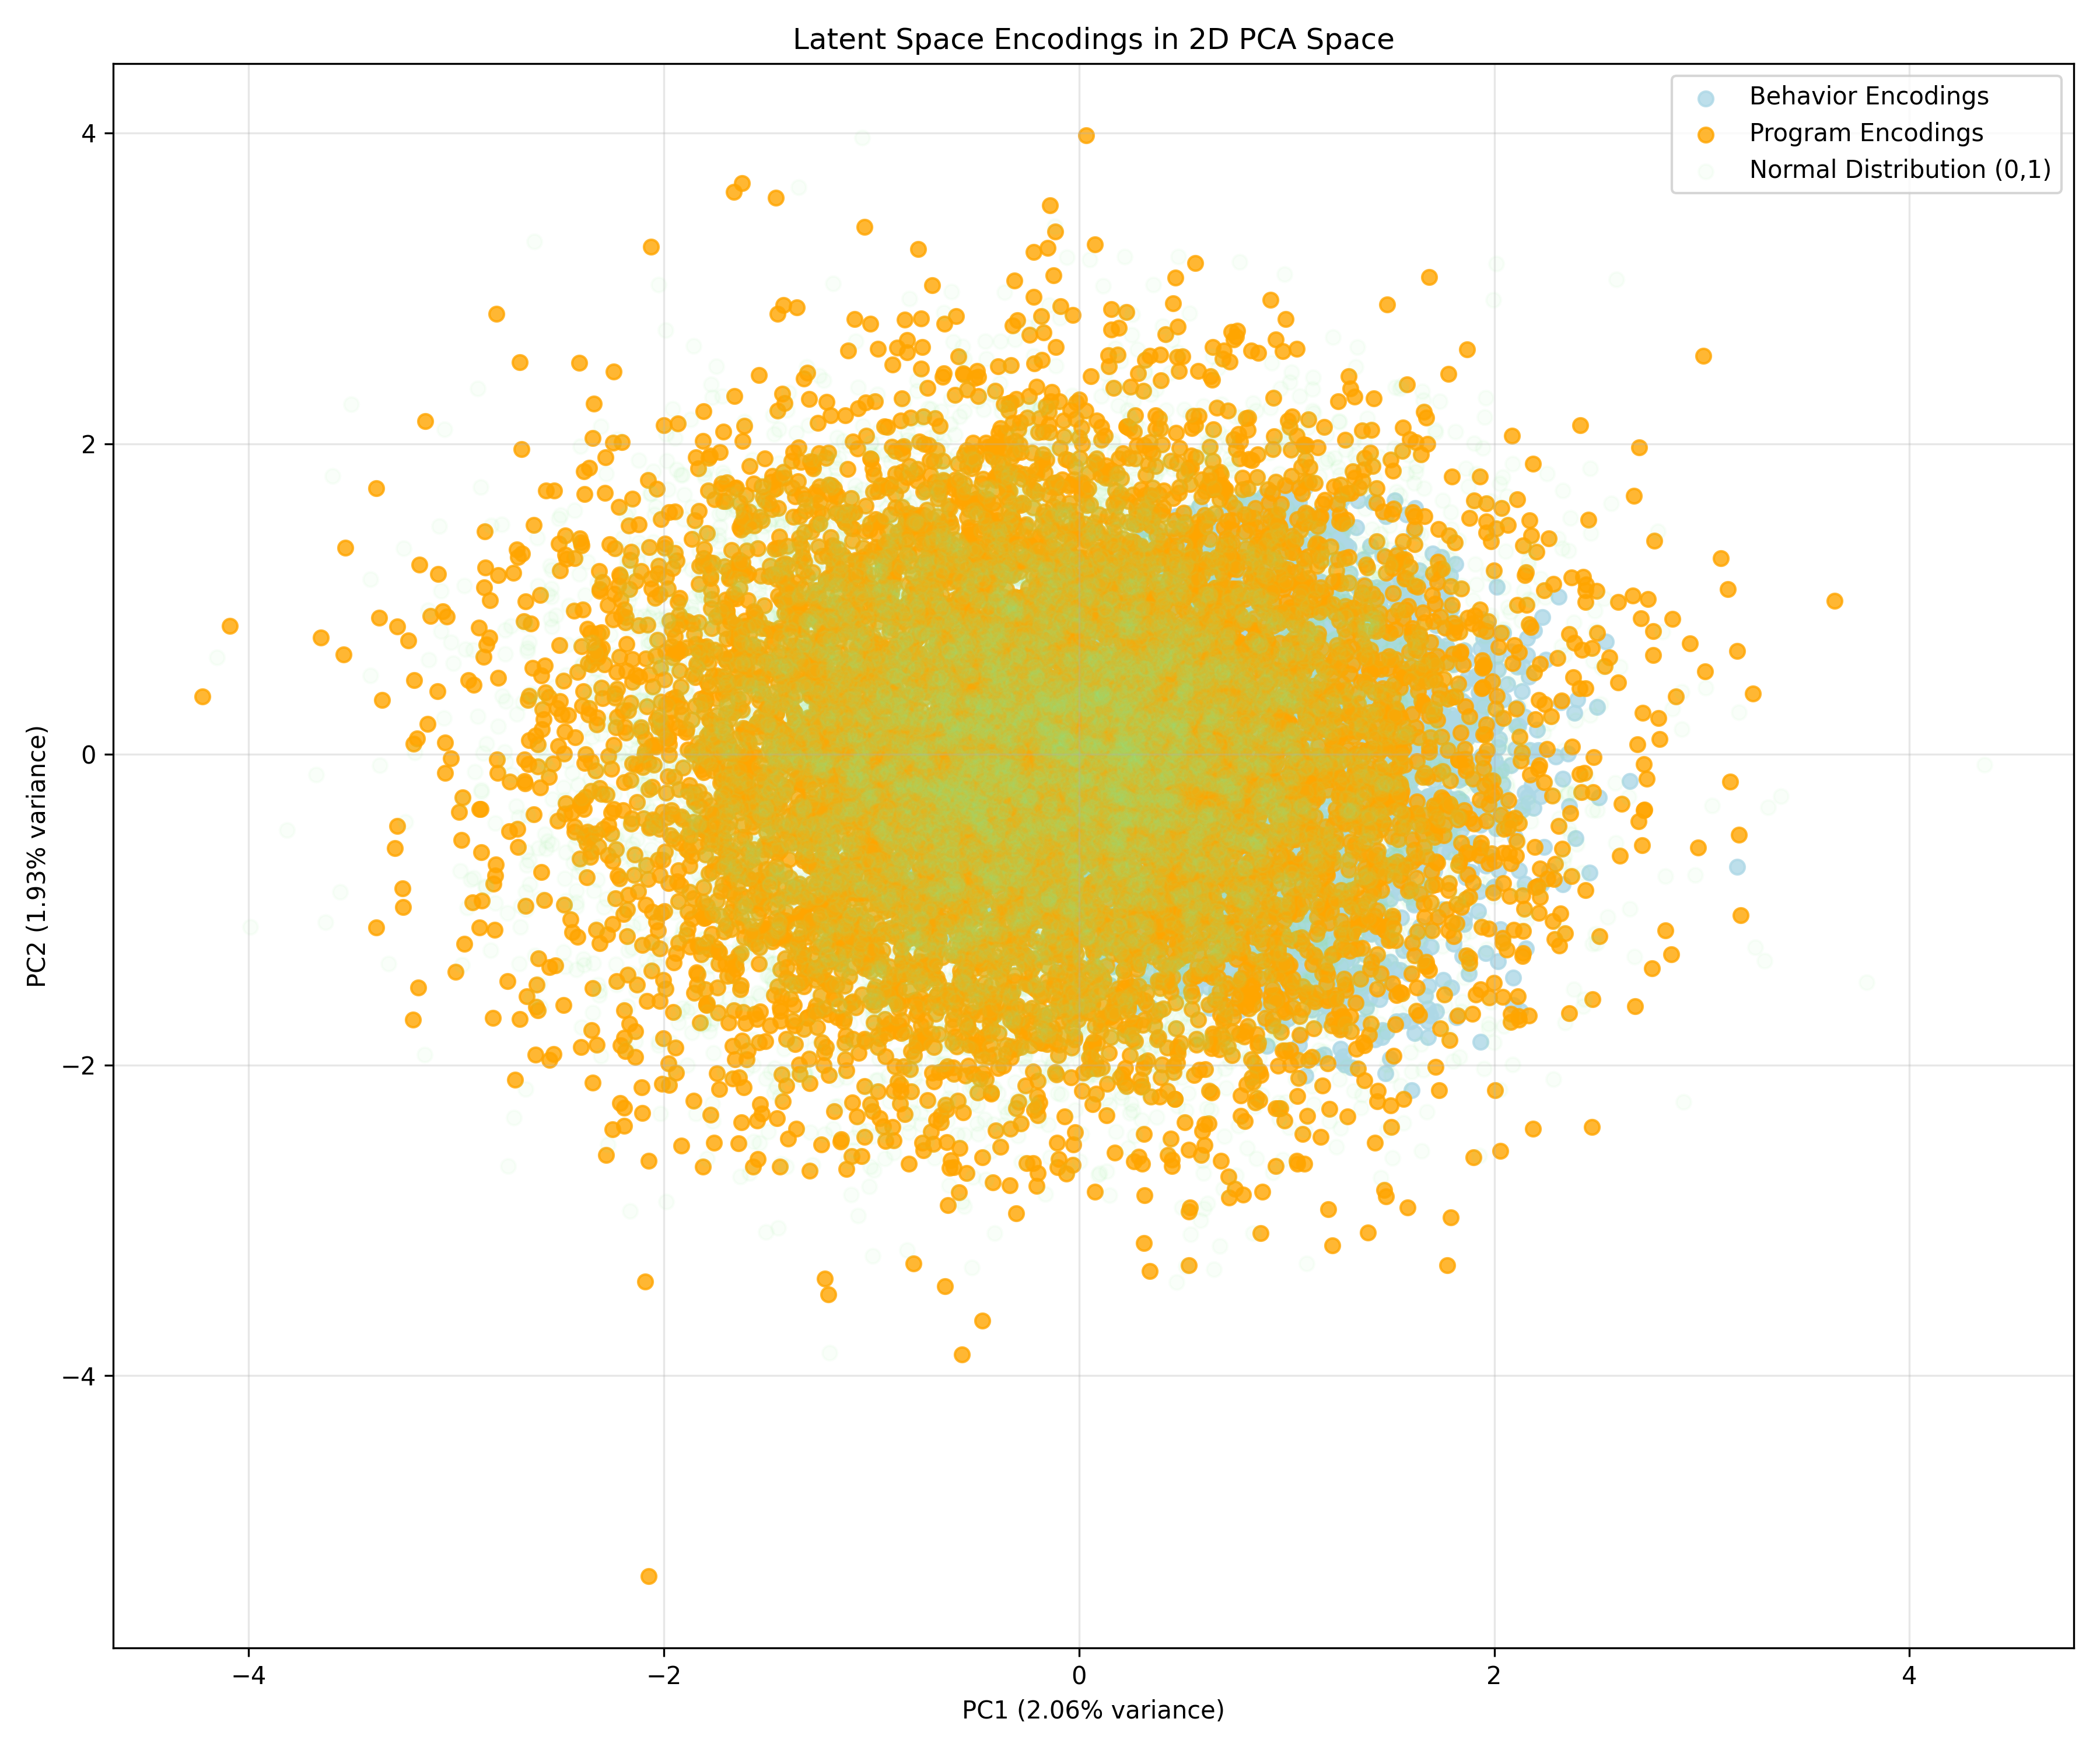 Latent Space Encodings in 2D PCA Space
Behavior Encodings
Program Encodings
Normal Distribution (0,1)
4
2
0
−2
−4
PC2 (1.93% variance)
−4
−2
0
2
4
PC1 (2.06% variance)